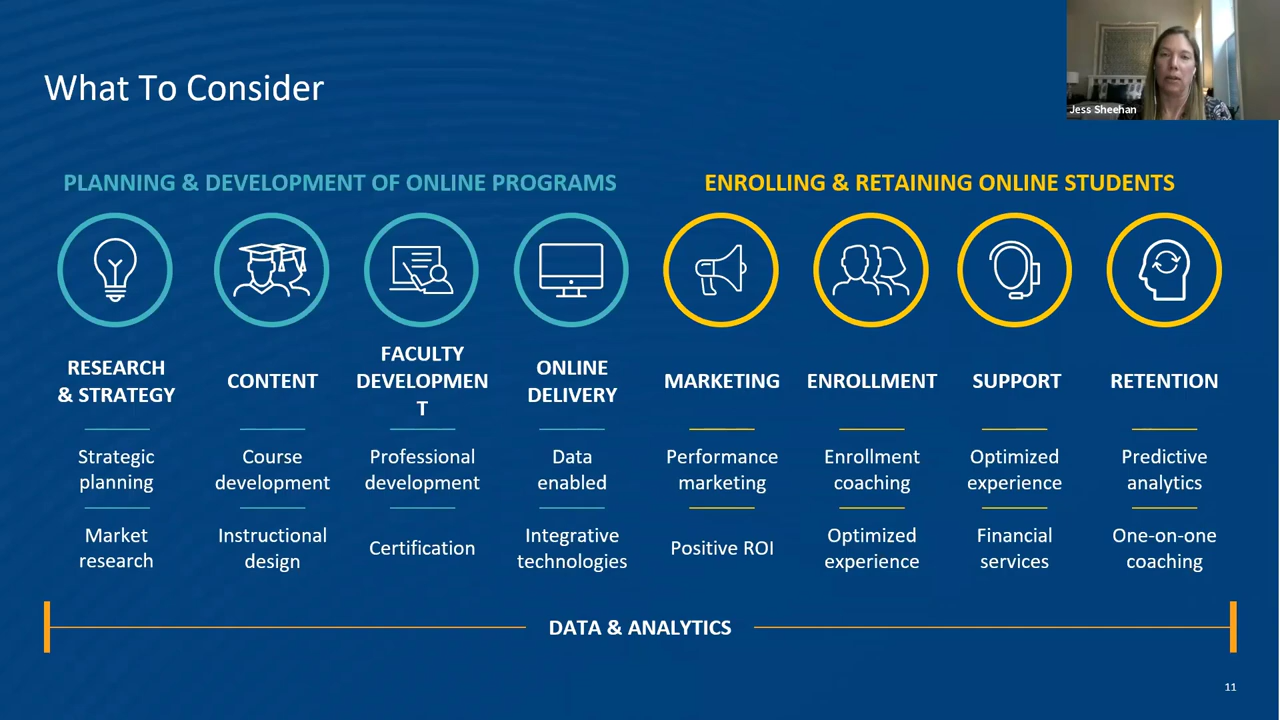 What To Consider
Jess Sheehan
PLANNING & DEVELOPMENT OF ONLINE PROGRAMS
ENROLLING & RETAINING ONLINE STUDENTS
RESEARCH
& STRATEGY
Strategic
planning
Market
research
CONTENT
Course
development
Instructional
design
FACULTY
DEVELOPMEN
T
Professional
development
Certification
ONLINE
DELIVERY
Data
enabled
Integrative
technologies
MARKETING
Performance
marketing
Positive ROI
ENROLLMENT
Enrollment
coaching
Optimized
experience
SUPPORT
Optimized
experience
Financial
services
RETENTION
Predictive
analytics
One-on-one
coaching
DATA & ANALYTICS
11